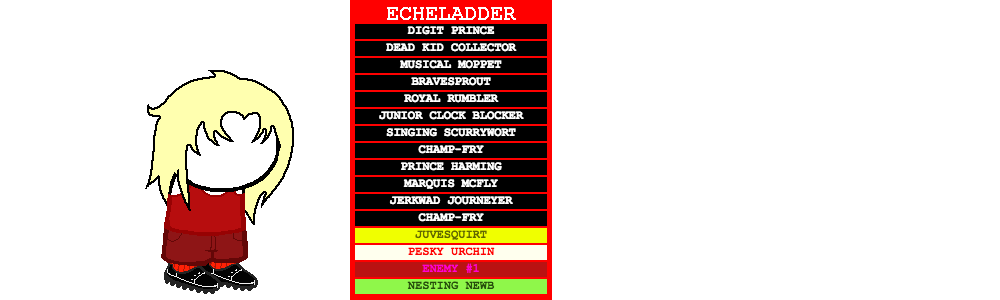 ECHELADDER
DIGIT PRINCE
DEAD KID COLLECTOR
MUSICAL MOPPET
BRAVESPROUT
ROYAL RUMBLER
JUNIOR CLOCK BLOCKER
SINGING SCURRYWORT
CHAMP-FRY
PRINCE HARMING
MARQUIS MCFLY
JERKWAD JOURNEYER
CHAMP-FRY
JUVESQUIRT
PESKY URCHIN
ENEMY #1
NESTING NEWB